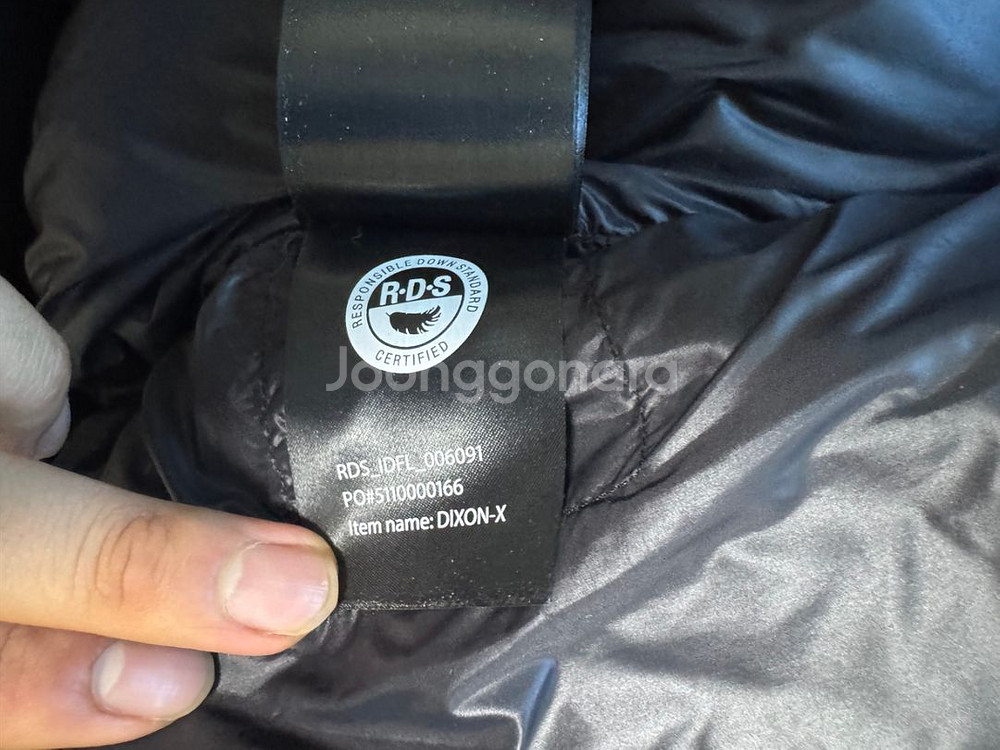 RESPONSIBLE DOWN STANDARD
R·D·S
CERTIFIED
Joonggonara
RDS_IDFL_006091
PO#5110000166
Item name: DIXON-X